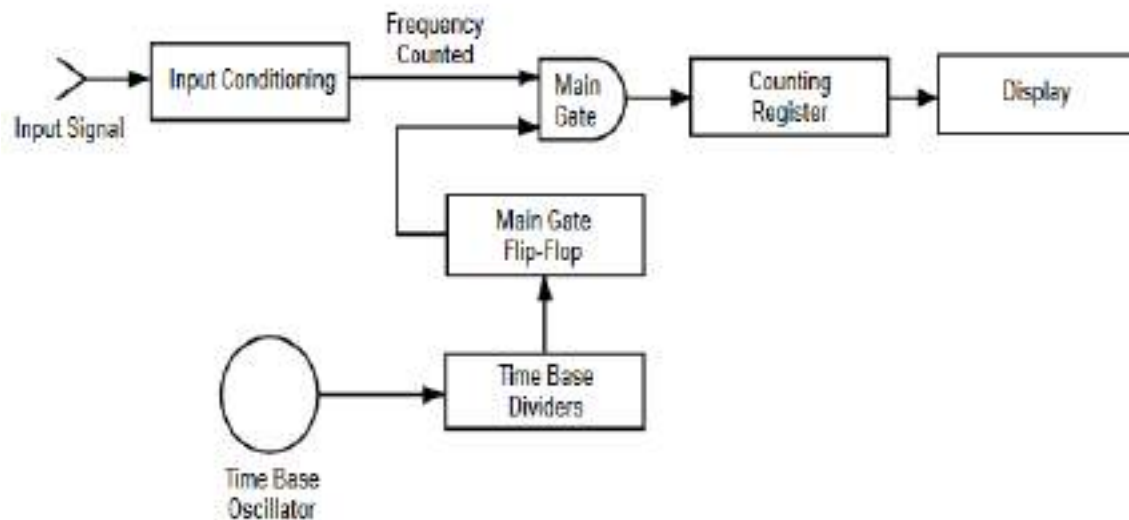 Frequency
Counted
Input Signal
Input Conditioning
Main
Gate
Counting
Register
Display
Main Gate
Flip-Flop
Time Base
Dividers
Time Base
Oscillator